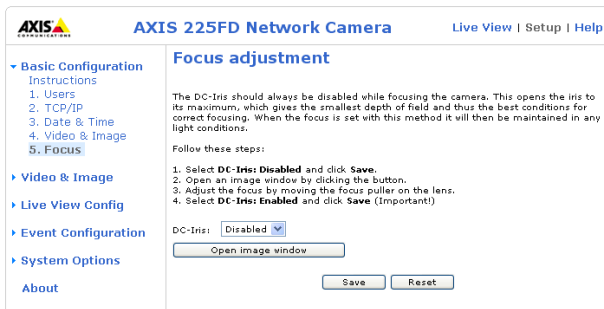 AXIS
COMMUNICATIONS
AXIS 225FD Network Camera
Live View | Setup | Help
Basic Configuration
Instructions
1. Users
2. TCP/IP
3. Date & Time
4. Video & Image
5. Focus
Video & Image
Live View Config
Event Configuration
System Options
About
Focus adjustment
The DC-Iris should always be disabled while focusing the camera. This opens the iris to
its maximum, which gives the smallest depth of field and thus the best conditions for
correct focusing. When the focus is set with this method it will then be maintained in any
light conditions.
Follow these steps:
1. Select DC-Iris: Disabled and click Save.
2. Open an image window by clicking the button.
3. Adjust the focus by moving the focus puller on the lens.
4. Select DC-Iris: Enabled and click Save (Important!)
DC-Iris: Disabled
Open image window
Save Reset